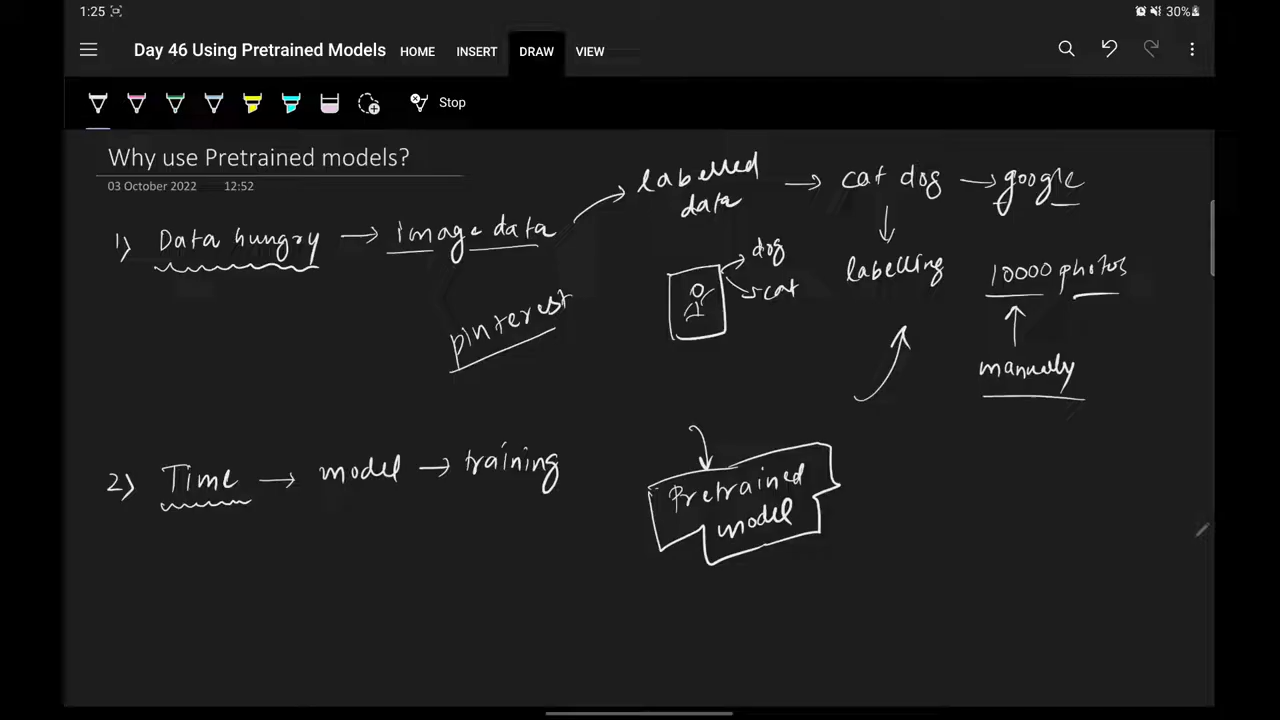 1:25 30%
Day 46 Using Pretrained Models HOME INSERT DRAW VIEW
Stop
Why use Pretrained models?
03 October 2022 12:52
1) Data hungry → image data
labelled data → cat dog → google
dog
cat
labelling
10000 photos
manually
pinterest
2) Time → model → training
Pretrained
model